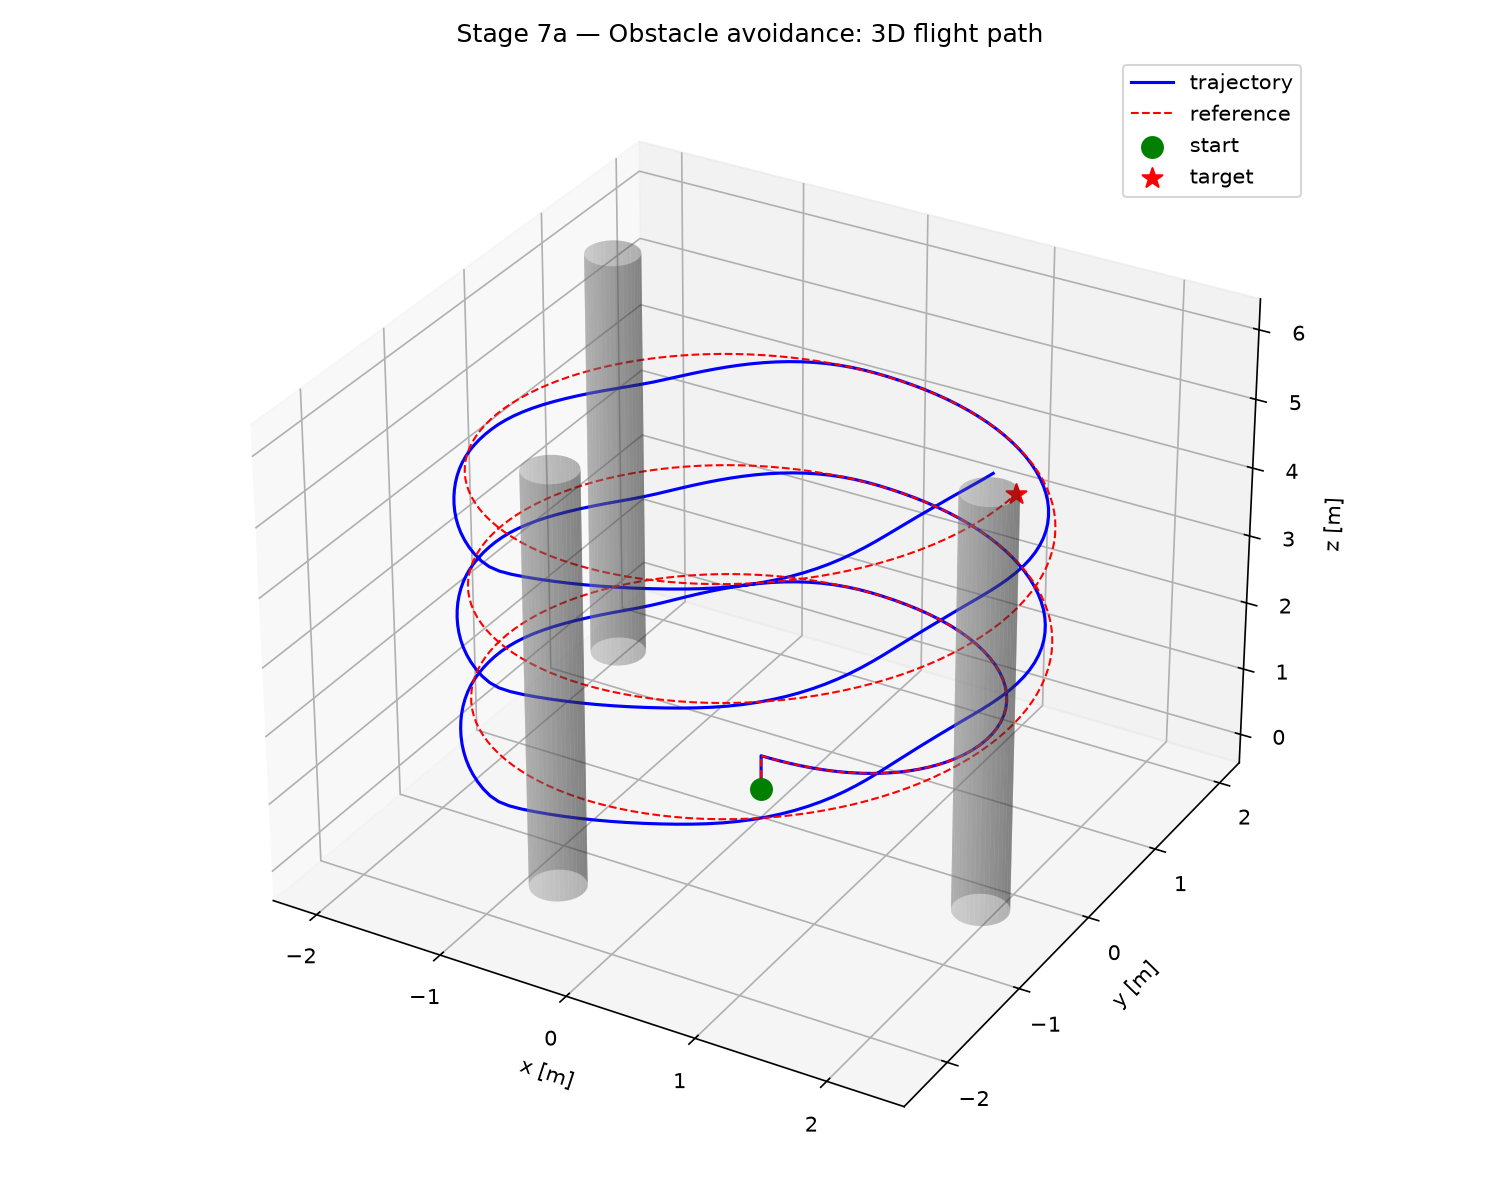 Stage 7a — Obstacle avoidance: 3D flight path
trajectory
reference
start
target
6
5
4
3
2
1
0
z [m]
2
1
0
−1
−2
y [m]
−2
−1
0
1
2
x [m]